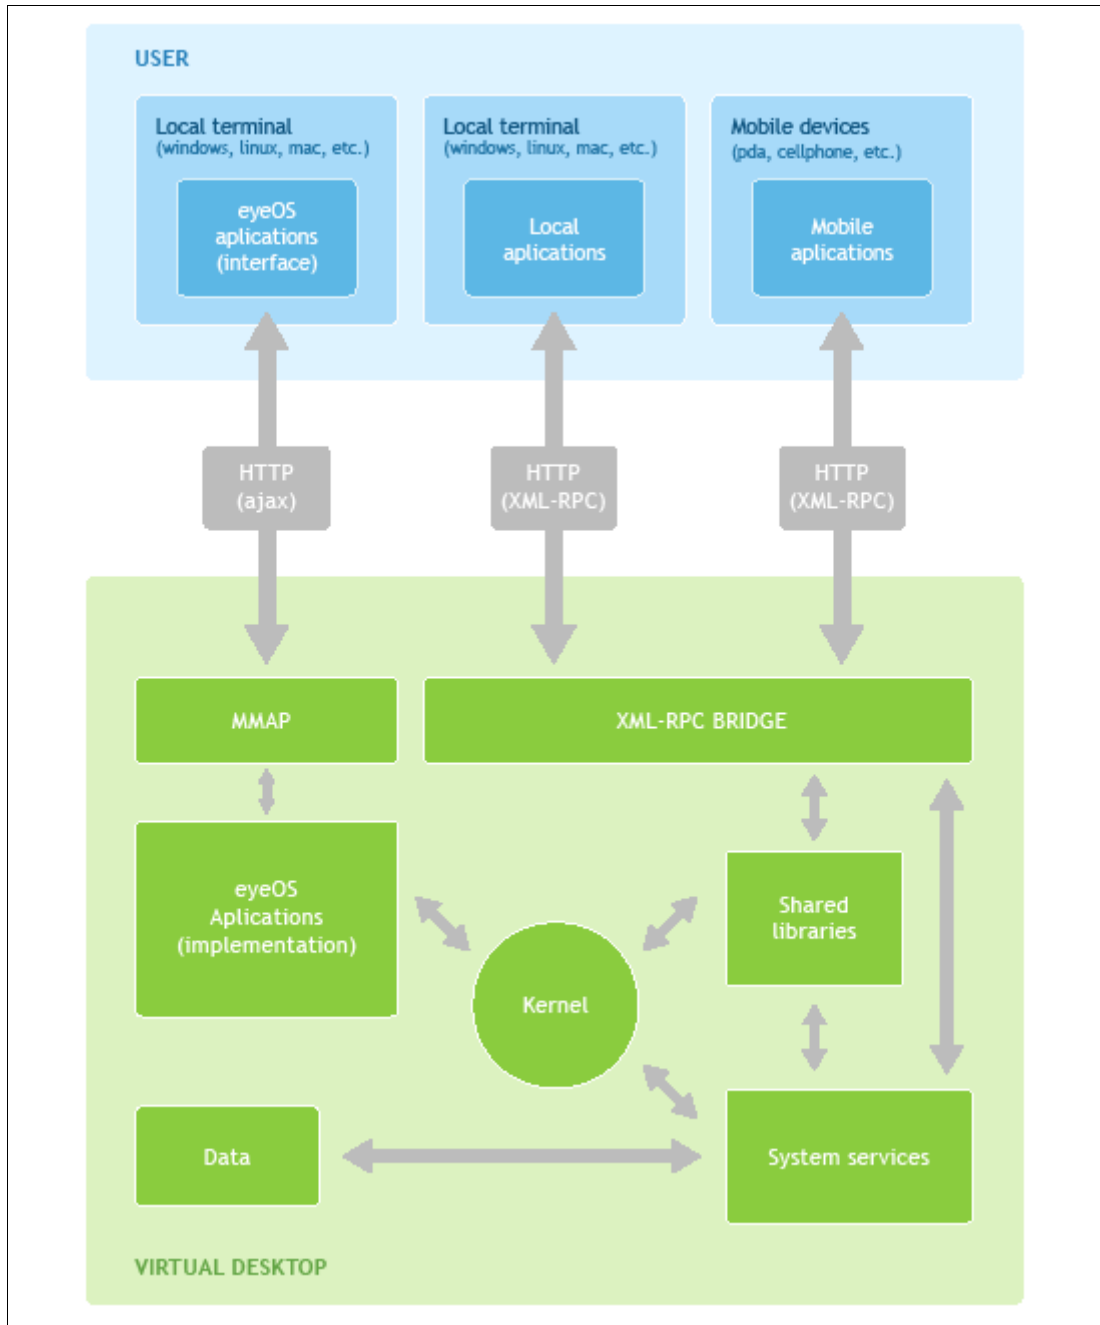 USER
Local terminal
(windows, linux, mac, etc.)
eyeOS
aplications
(interface)
Local terminal
(windows, linux, mac, etc.)
Local
aplications
Mobile devices
(pda, cellphone, etc.)
Mobile
aplications
HTTP
(ajax)
HTTP
(XML-RPC)
HTTP
(XML-RPC)
MMAP
XML-RPC BRIDGE
eyeOS
Aplications
(implementation)
Kernel
Shared
libraries
Data
System services
VIRTUAL DESKTOP